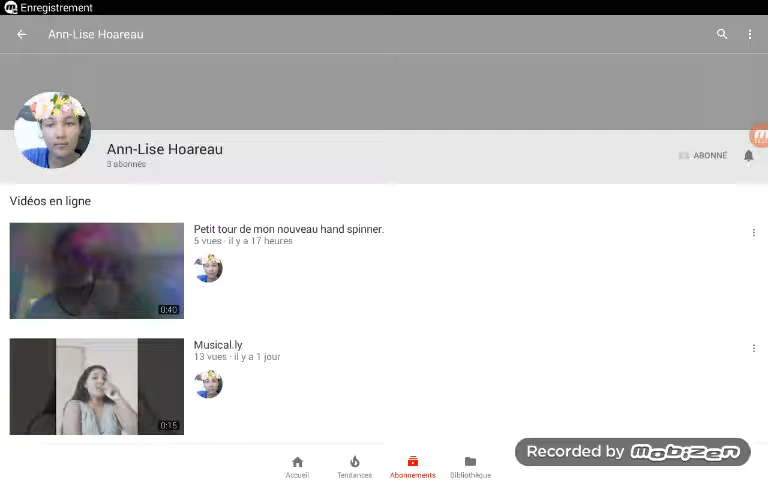 Enregistrement
Ann-Lise Hoareau
Ann-Lise Hoareau
3 abonnés
ABONNÉ
Vidéos en ligne
Petit tour de mon nouveau hand spinner.
5 vues · il y a 17 heures
0:40
Musical.ly
13 vues · il y a 1 jour
0:15
Accueil
Tendances
Abonnements
Bibliothèque
Recorded by mobizen